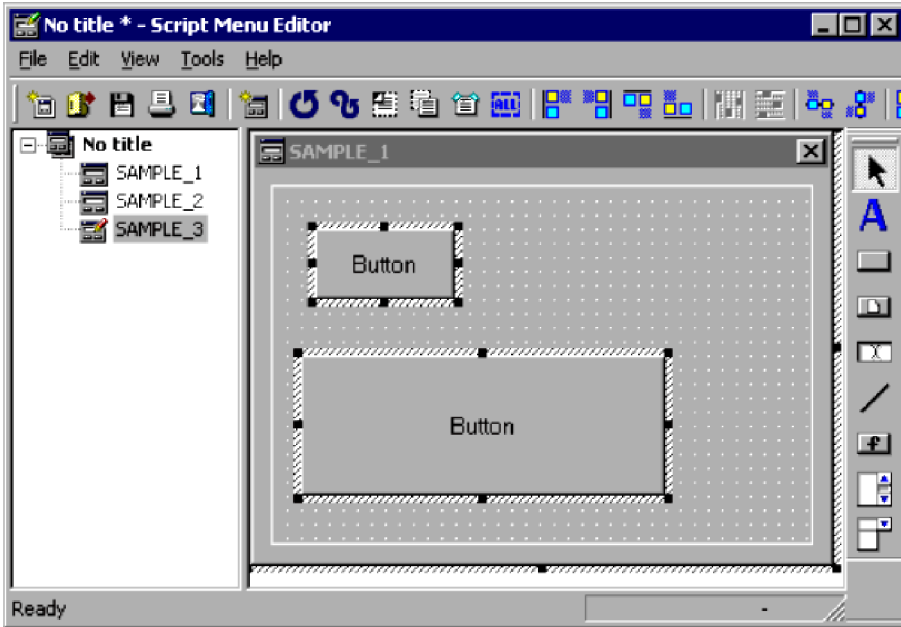 No title * - Script Menu Editor
File Edit View Tools Help
ALL
No title
SAMPLE_1
SAMPLE_2
SAMPLE_3
SAMPLE_1
A
Button
Button
f
Ready
-